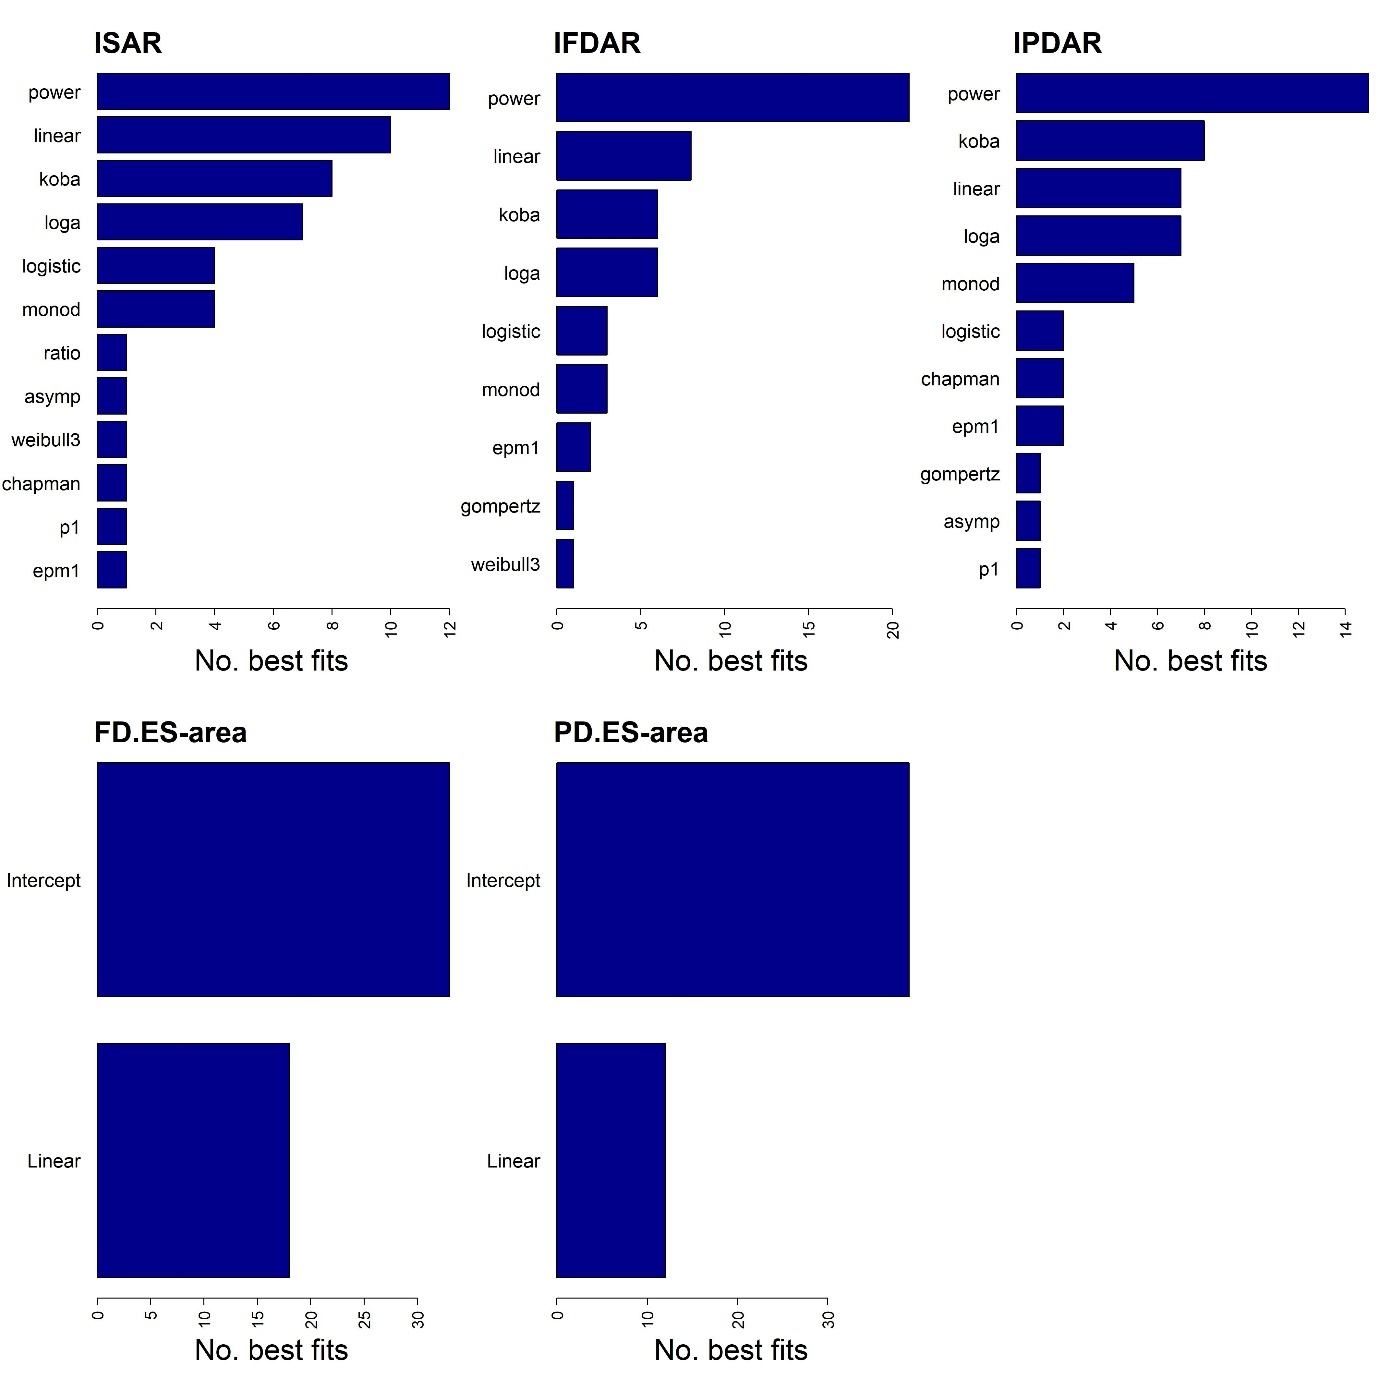 ISAR
power
linear
koba
loga
logistic
monod
ratio
asymp
weibull3
chapman
p1
epm1
0 2 4 6 8 10 12
No. best fits
IFDAR
power
linear
koba
loga
logistic
monod
epm1
gompertz
weibull3
0 5 10 15 20
No. best fits
IPDAR
power
koba
linear
loga
monod
logistic
chapman
epm1
gompertz
asymp
p1
0 2 4 6 8 10 12 14
No. best fits
FD.ES-area
Intercept
Linear
0 5 10 15 20 25 30
No. best fits
PD.ES-area
Intercept
Linear
0 10 20 30
No. best fits